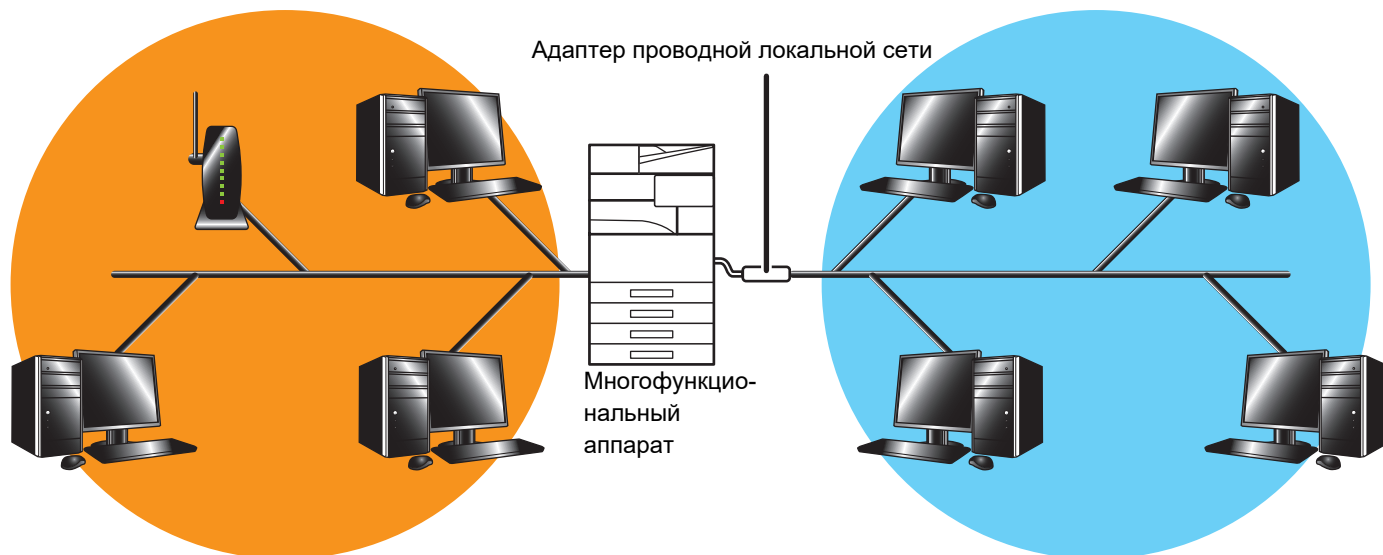 Адаптер проводной локальной сети
Многофункцио-
нальный
аппарат